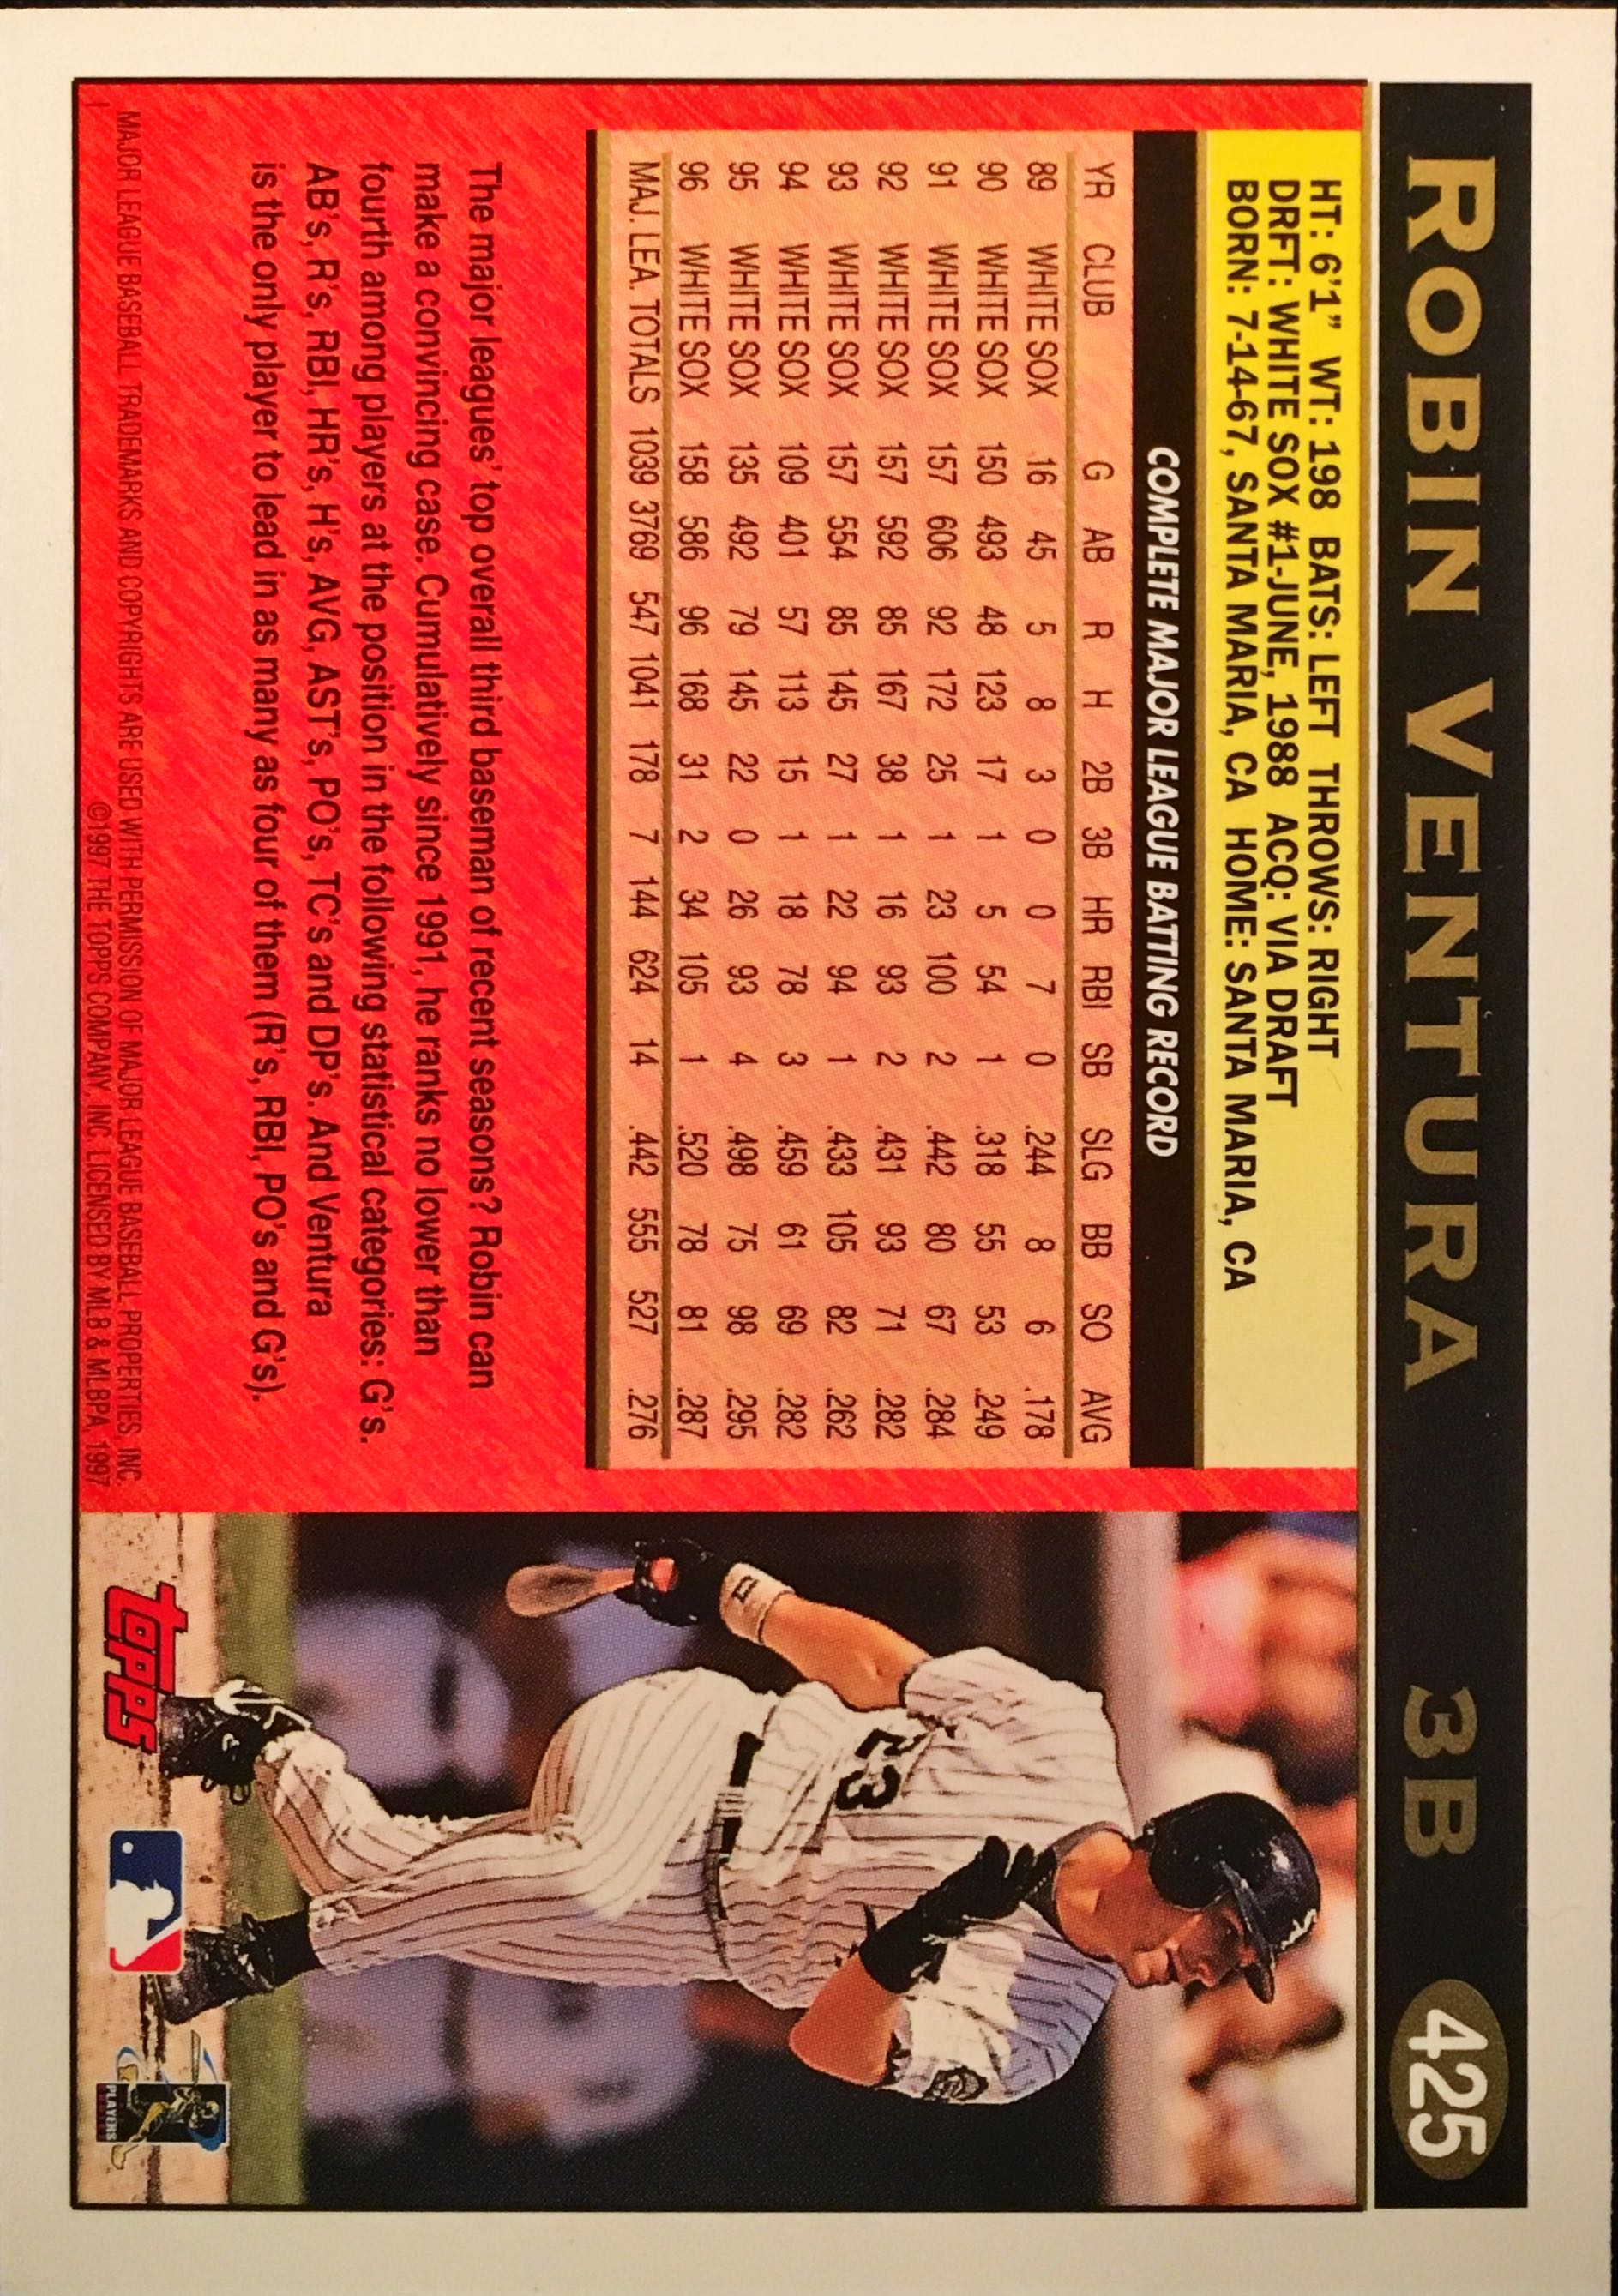 ROBIN VENTURA 3B 425
HT: 6'1" WT: 198 BATS: LEFT THROWS: RIGHT
DRFT: WHITE SOX #1-JUNE, 1988 ACQ: VIA DRAFT
BORN: 7-14-67, SANTA MARIA, CA HOME: SANTA MARIA, CA
COMPLETE MAJOR LEAGUE BATTING RECORD
YR CLUB G AB R H 2B 3B HR RBI SB SLG BB SO AVG
89 WHITE SOX 16 45 5 8 3 0 0 7 0 .244 8 6 .178
90 WHITE SOX 150 493 48 123 17 1 5 54 1 .318 55 53 .249
91 WHITE SOX 157 606 92 172 25 1 23 100 2 .442 80 67 .284
92 WHITE SOX 157 592 85 167 38 1 16 93 2 .431 93 71 .282
93 WHITE SOX 157 554 85 145 27 1 22 94 1 .433 105 82 .262
94 WHITE SOX 109 401 57 113 15 1 18 78 3 .459 61 69 .282
95 WHITE SOX 135 492 79 145 22 0 26 93 4 .498 75 98 .295
96 WHITE SOX 158 586 96 168 31 2 34 105 1 .520 78 81 .287
MAJ. LEA. TOTALS 1039 3769 547 1041 178 7 144 624 14 .442 555 527 .276
The major leagues' top overall third baseman of recent seasons? Robin can
make a convincing case. Cumulatively since 1991, he ranks no lower than
fourth among players at the position in the following statistical categories: G's.
AB's, R's, RBI, HR's, H's, AVG, AST's, PO's, TC's and DP's. And Ventura
is the only player to lead in as many as four of them (R's, RBI, PO's and G's).
MAJOR LEAGUE BASEBALL TRADEMARKS AND COPYRIGHTS ARE USED WITH PERMISSION OF MAJOR LEAGUE BASEBALL PROPERTIES, INC.
©1997 THE TOPPS COMPANY, INC. LICENSED BY MLB & MLBPA, 1997
23
Topps
PLAYERS